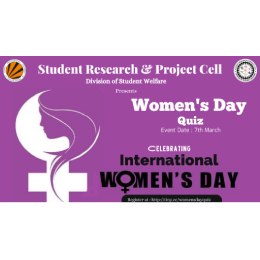 Student Research & Project Cell
Division of Student Welfare
Presents
Women's Day
Quiz
Event Date : 7th March
CELEBRATING
International
WOMEN'S DAY